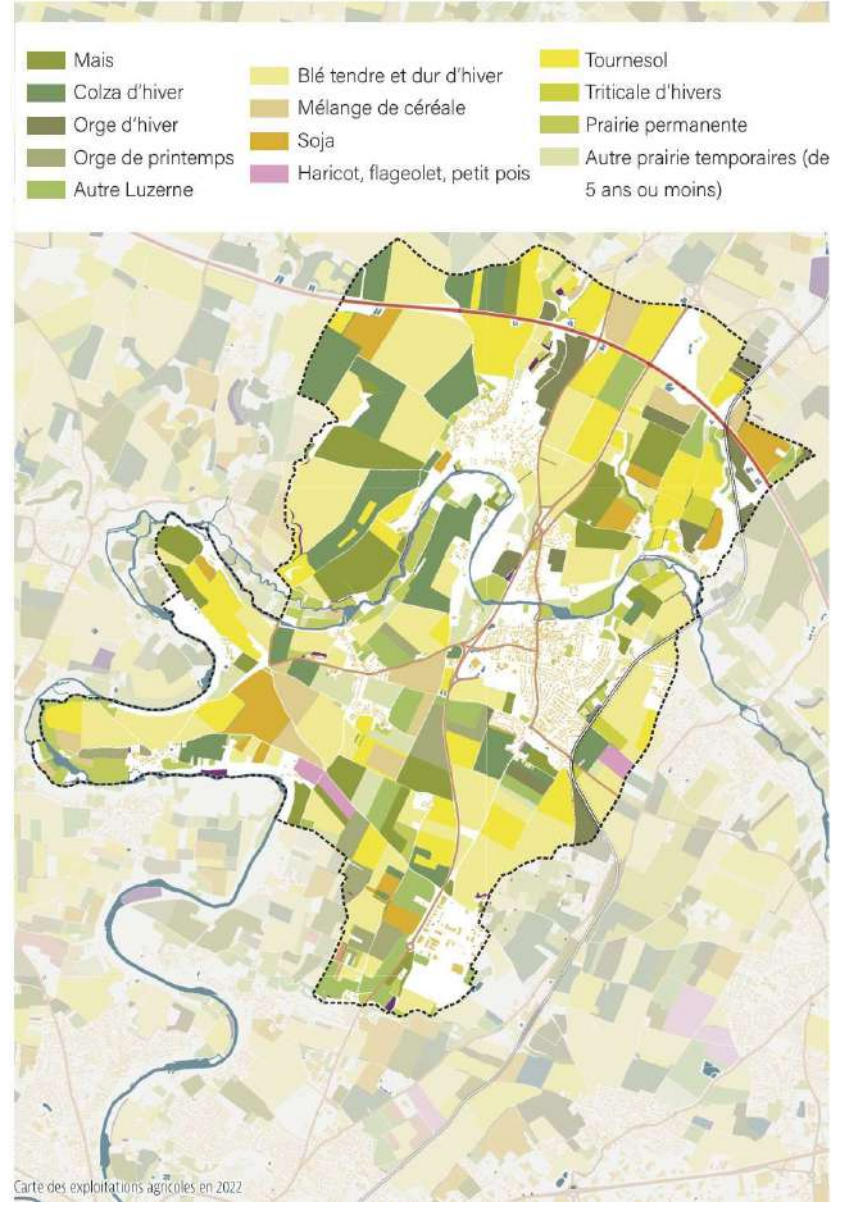 Mais
Colza d'hiver
Orge d'hiver
Orge de printemps
Autre Luzerne
Blé tendre et dur d'hiver
Mélange de céréale
Soja
Haricot, flageolet, petit pois
Tournesol
Triticale d'hivers
Prairie permanente
Autre prairie temporaires (de
5 ans ou moins)
Carte des exploitations agricoles en 2022